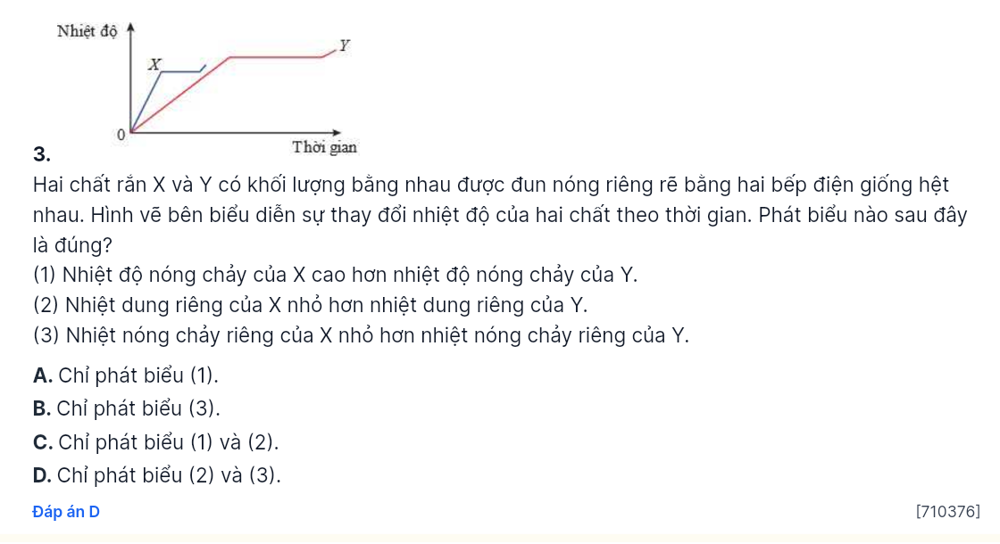 Nhiệt độ
Y
X
0
Thời gian
3.
Hai chất rắn X và Y có khối lượng bằng nhau được đun nóng riêng rẽ bằng hai bếp điện giống hệt
nhau. Hình vẽ bên biểu diễn sự thay đổi nhiệt độ của hai chất theo thời gian. Phát biểu nào sau đây
là đúng?
(1) Nhiệt độ nóng chảy của X cao hơn nhiệt độ nóng chảy của Y.
(2) Nhiệt dung riêng của X nhỏ hơn nhiệt dung riêng của Y.
(3) Nhiệt nóng chảy riêng của X nhỏ hơn nhiệt nóng chảy riêng của Y.
A. Chỉ phát biểu (1).
B. Chỉ phát biểu (3).
C. Chỉ phát biểu (1) và (2).
D. Chỉ phát biểu (2) và (3).
Đáp án D [710376]